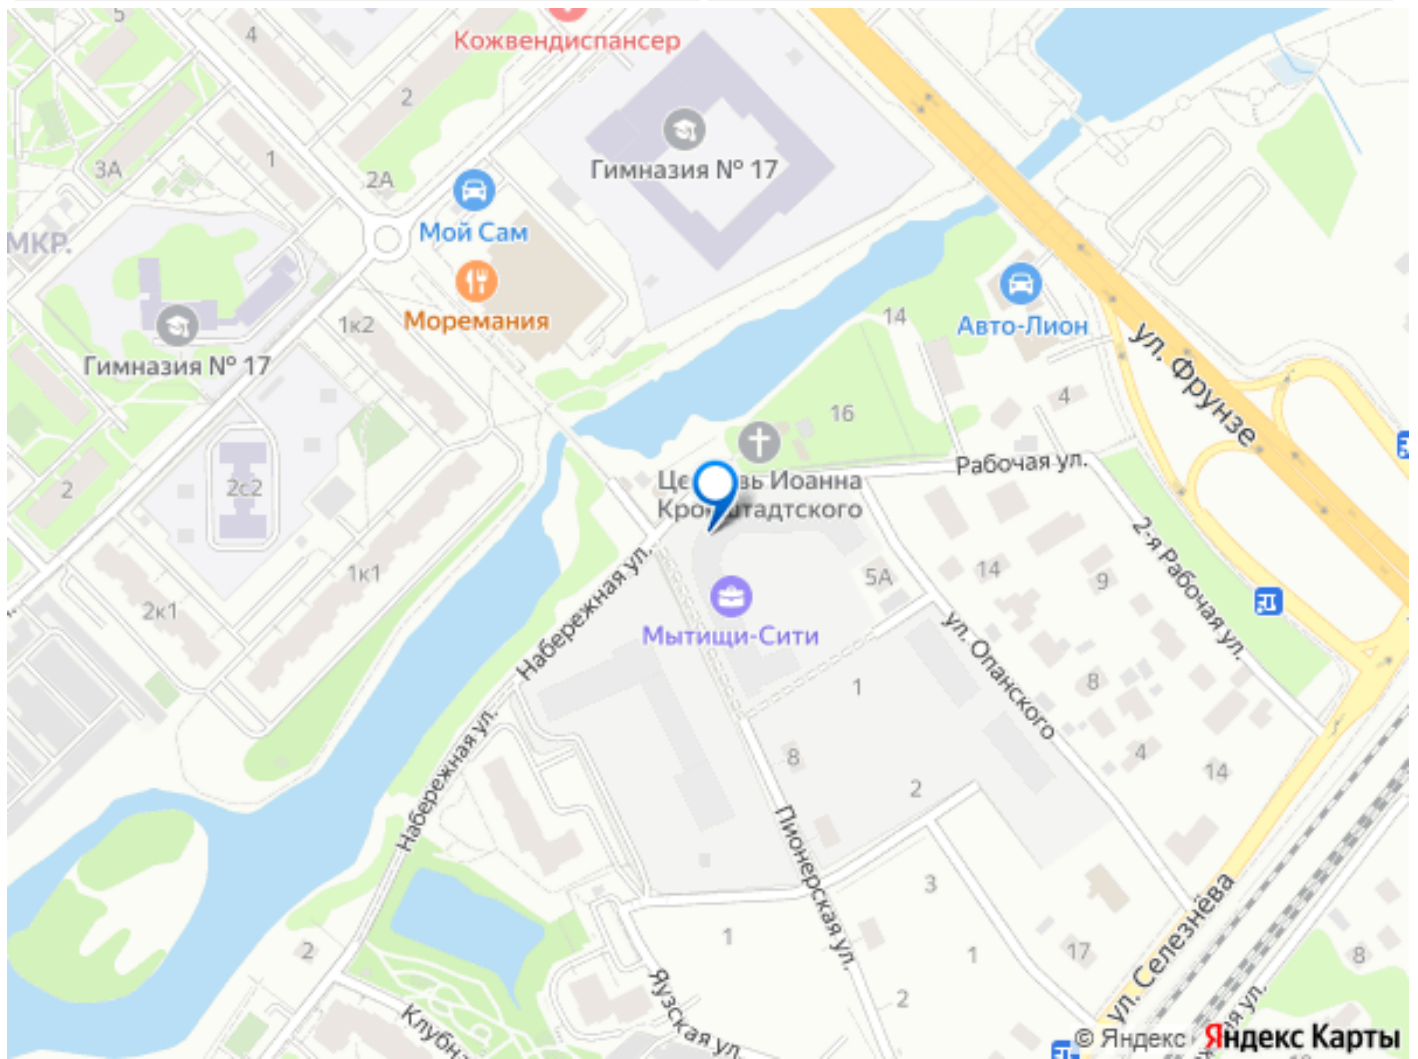 5
4
Кожвендиспансер
2
Гимназия № 17
1
3А
2А
Мой Сам
МКР.
Моремания
1к2
Гимназия № 17
14
Авто-Лион
ул. Фрунзе
4
16
Рабочая ул.
Кронштадтского
2
2с2
1к1
2к1
Набережная ул.
5А
14
9
2-я Рабочая ул.
Мытищи-Сити
ул. Опанского
1
8
4
14
Набережная ул.
8
2
Пионерская ул.
3
1
1
17
ул. Селезнёва
8
2
2
Яузская ул.
Клубн
© Яндекс Яндекс Карты